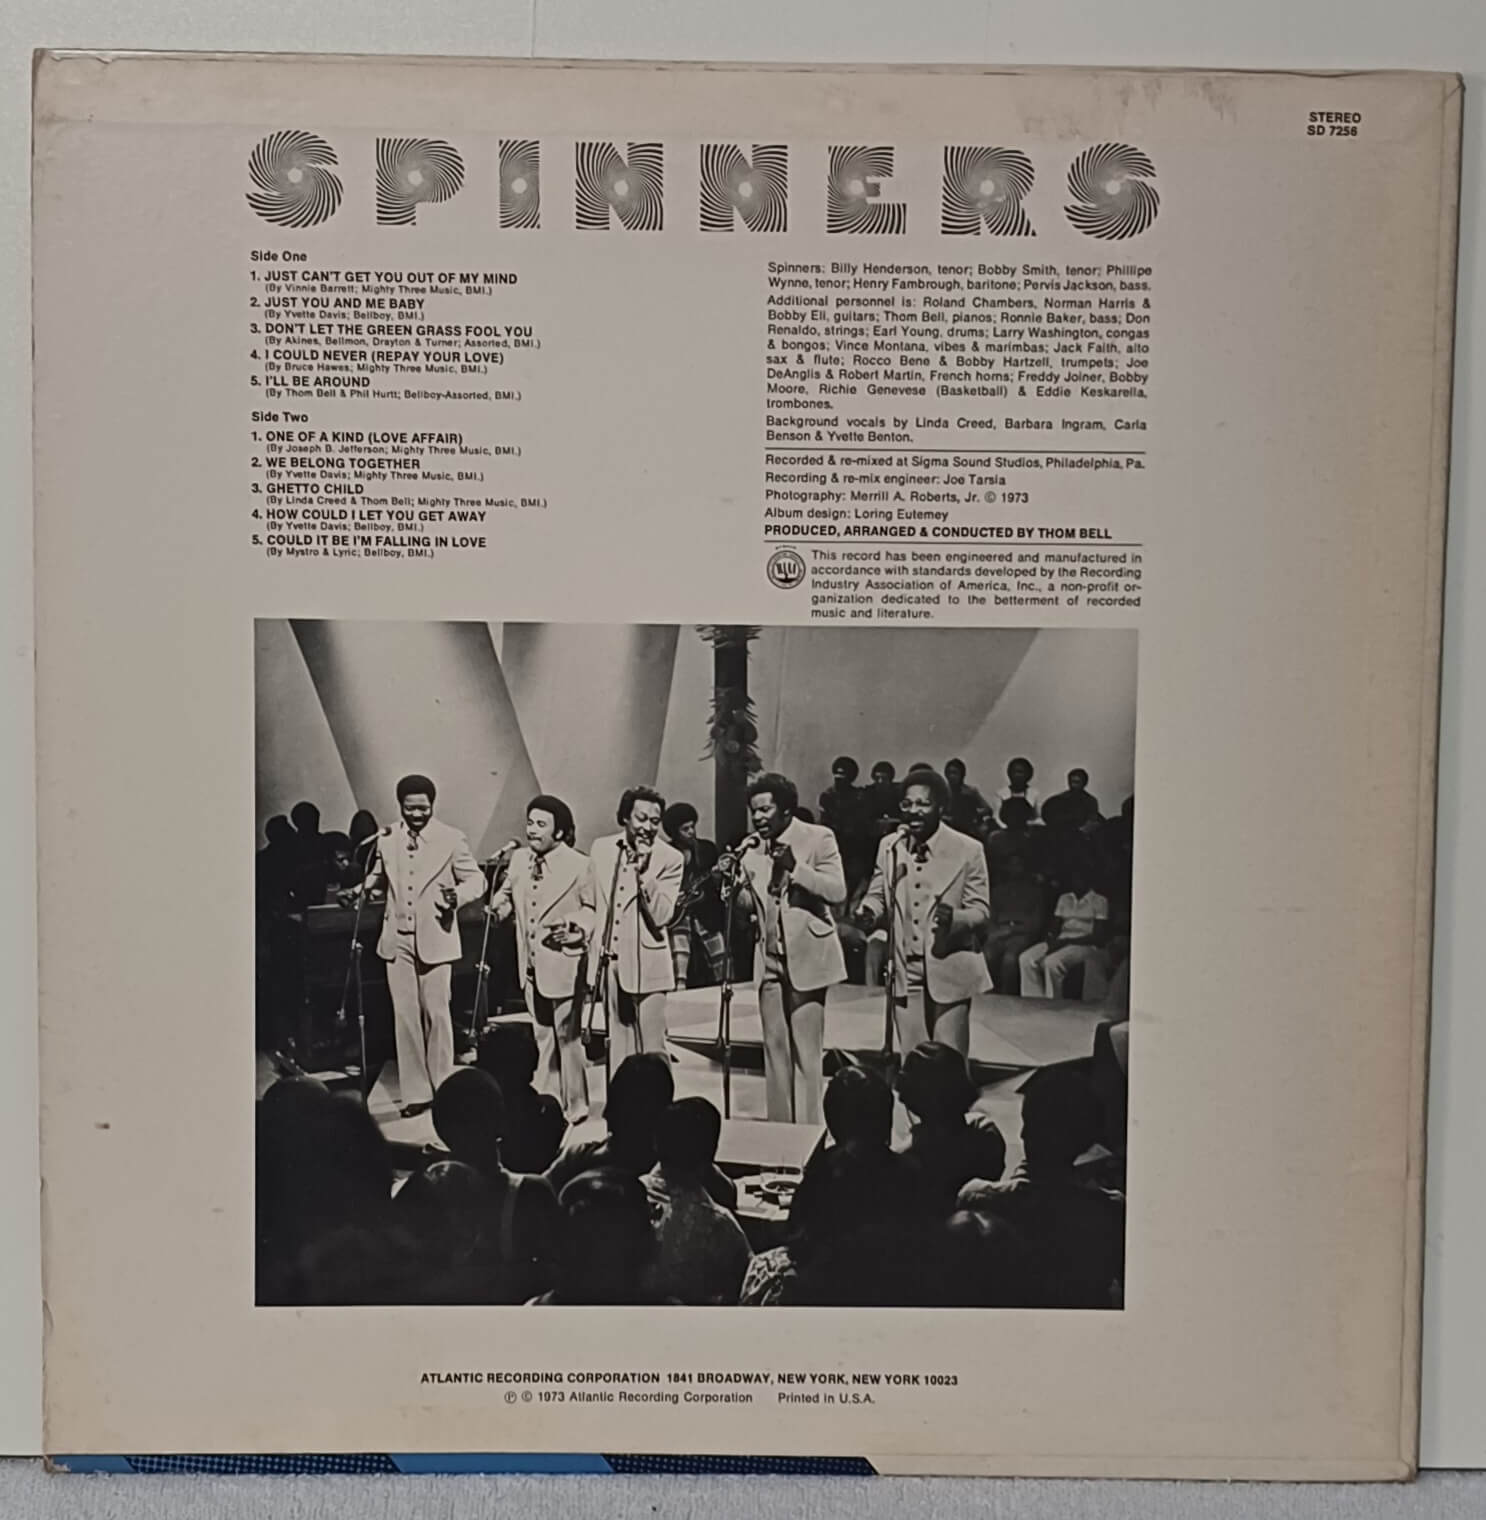 STEREO
SD 7256
SPINNERS
Side One
1. JUST CAN'T GET YOU OUT OF MY MIND
(By Vinnie Barrett; Mighty Three Music, BMI.)
2. JUST YOU AND ME BABY
(By Yvette Davis; Bellboy, BMI.)
3. DON'T LET THE GREEN GRASS FOOL YOU
(By Akines, Bellmon, Drayton & Turner; Assorted, BMI.)
4. I COULD NEVER (REPAY YOUR LOVE)
(By Bruce Hawes; Mighty Three Music, BMI.)
5. I'LL BE AROUND
(By Thom Bell & Phil Hurtt; Bellboy-Assorted, BMI.)
Side Two
1. ONE OF A KIND (LOVE AFFAIR)
(By Joseph B. Jefferson; Mighty Three Music, BMI.)
2. WE BELONG TOGETHER
(By Yvette Davis; Mighty Three Music, BMI.)
3. GHETTO CHILD
(By Linda Creed & Thom Bell; Mighty Three Music, BMI.)
4. HOW COULD I LET YOU GET AWAY
(By Yvette Davis; Bellboy, BMI.)
5. COULD IT BE I'M FALLING IN LOVE
(By Mystro & Lyric; Bellboy, BMI.)
Spinners: Billy Henderson, tenor; Bobby Smith, tenor; Phillipe
Wynne, tenor; Henry Fambrough, baritone; Pervis Jackson, bass.
Additional personnel is: Roland Chambers, Norman Harris &
Bobby Eli, guitars; Thom Bell, pianos; Ronnie Baker, bass; Don
Renaldo, strings; Earl Young, drums; Larry Washington, congas
& bongos; Vince Montana, vibes & marimbas; Jack Faith, alto
sax & flute; Rocco Bene & Bobby Hartzell, trumpets; Joe
DeAnglis & Robert Martin, French horns; Freddy Joiner, Bobby
Moore, Richie Genevese (Basketball) & Eddie Keskarella,
trombones.
Background vocals by Linda Creed, Barbara Ingram, Carla
Benson & Yvette Benton.
Recorded & re-mixed at Sigma Sound Studios, Philadelphia, Pa.
Recording & re-mix engineer: Joe Tarsia
Photography: Merrill A. Roberts, Jr. © 1973
Album design: Loring Eutemey
PRODUCED, ARRANGED & CONDUCTED BY THOM BELL
This record has been engineered and manufactured in
accordance with standards developed by the Recording
Industry Association of America, Inc., a non-profit or-
ganization dedicated to the betterment of recorded
music and literature.
ATLANTIC RECORDING CORPORATION 1841 BROADWAY, NEW YORK, NEW YORK 10023
℗ © 1973 Atlantic Recording Corporation Printed in U.S.A.